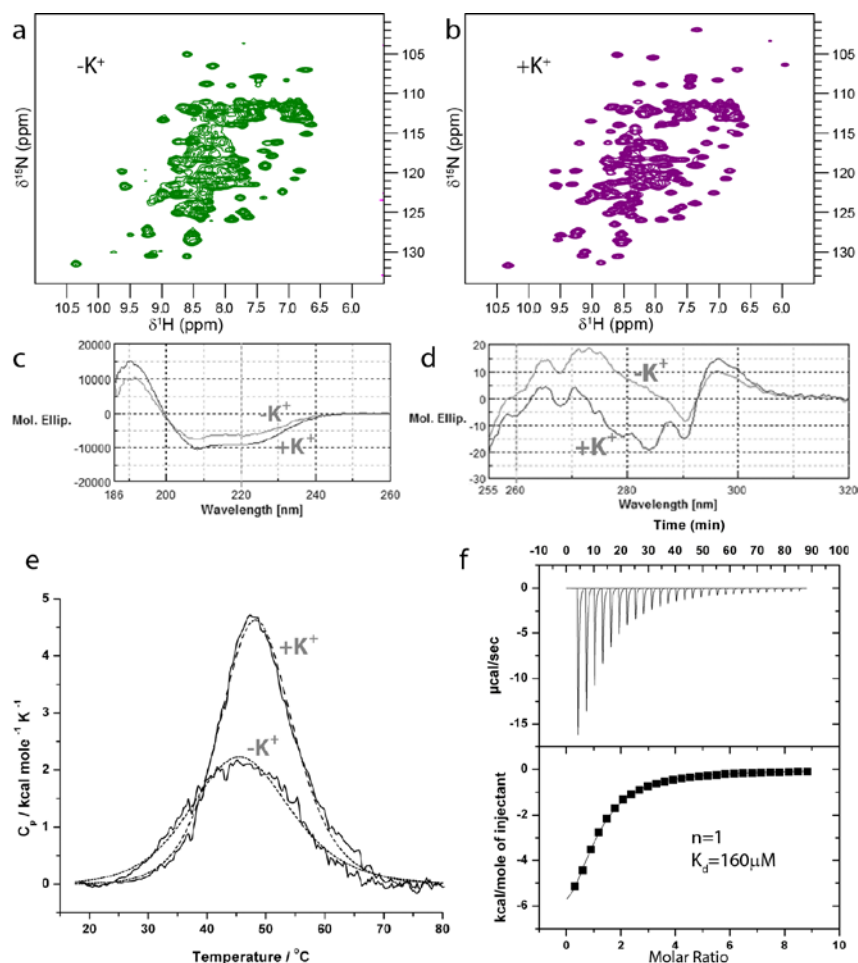 a
-K⁺
δ¹⁵N (ppm)
105
110
115
120
125
130
10.5 10.0 9.5 9.0 8.5 8.0 7.5 7.0 6.5 6.0
δ¹H (ppm)
b
+K⁺
δ¹⁵N (ppm)
105
110
115
120
125
130
10.5 10.0 9.5 9.0 8.5 8.0 7.5 7.0 6.5 6.0
δ¹H (ppm)
c
20000
10000
0
-10000
-20000
Mol. Ellip.
-K⁺
+K⁺
186 200 220 240 260
Wavelength [nm]
d
20
10
0
-10
-20
-30
Mol. Ellip.
-K⁺
+K⁺
255 260 280 300 320
Wavelength [nm]
e
5
4
3
2
1
0
Cₚ / kcal mole⁻¹ K⁻¹
+K⁺
-K⁺
20 30 40 50 60 70 80
Temperature / °C
f
Time (min)
-10 0 10 20 30 40 50 60 70 80 90 100
0
-5
-10
-15
µcal/sec
0
-2
-4
-6
kcal/mole of injectant
n=1
K_d=160µM
0 2 4 6 8 10
Molar Ratio